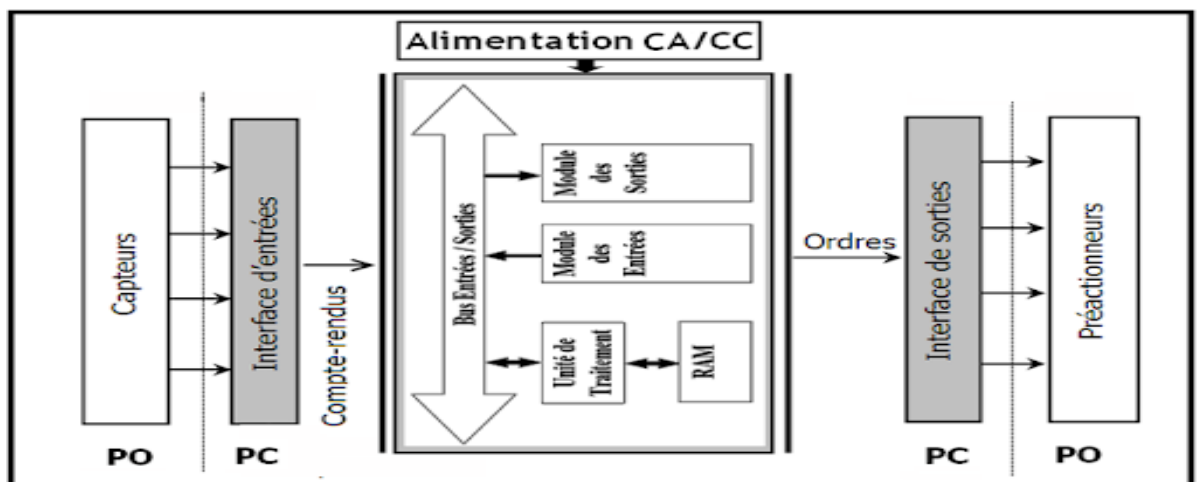 Alimentation CA/CC
Capteurs
Interface d'entrées
Compte-rendus
Bus Entrées / Sorties
Module
des
Sorties
Module
des
Entrées
Unité de
Traitement
RAM
Ordres
Interface de sorties
Préactionneurs
PO
PC
PC
PO